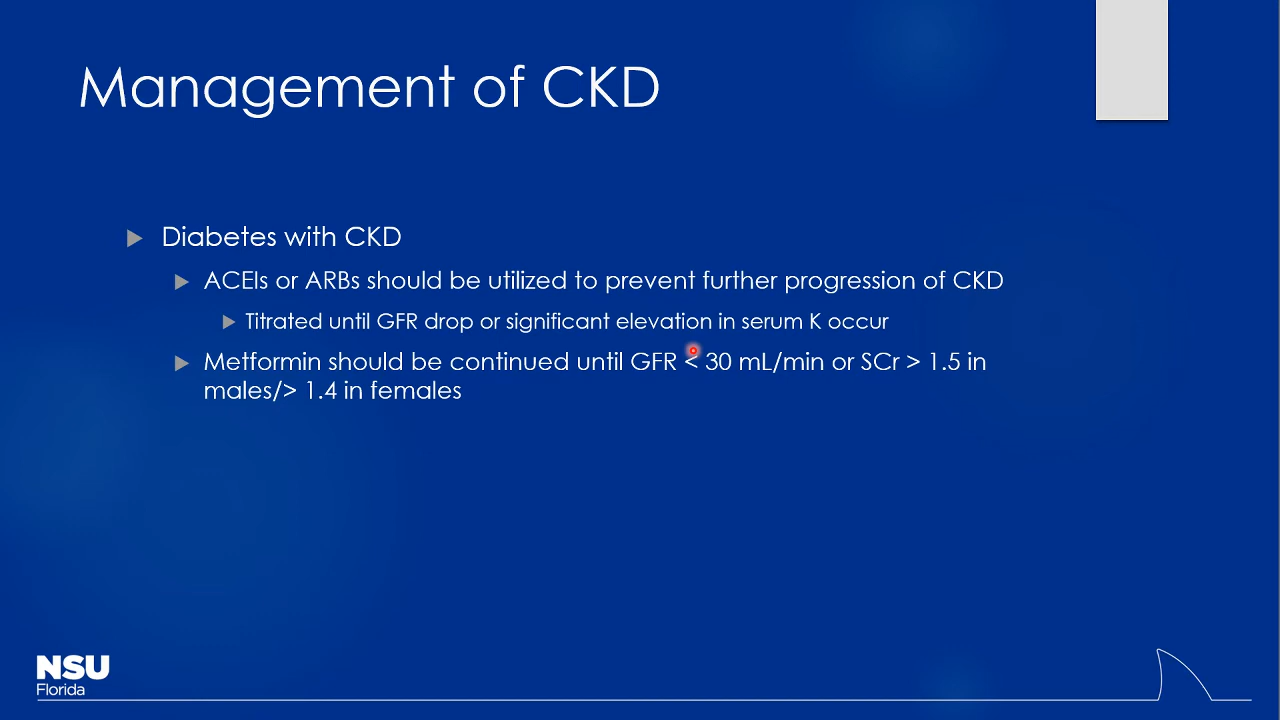 Management of CKD
Diabetes with CKD
ACEIs or ARBs should be utilized to prevent further progression of CKD
Titrated until GFR drop or significant elevation in serum K occur
Metformin should be continued until GFR < 30 mL/min or SCr > 1.5 in
males/> 1.4 in females
NSU
Florida